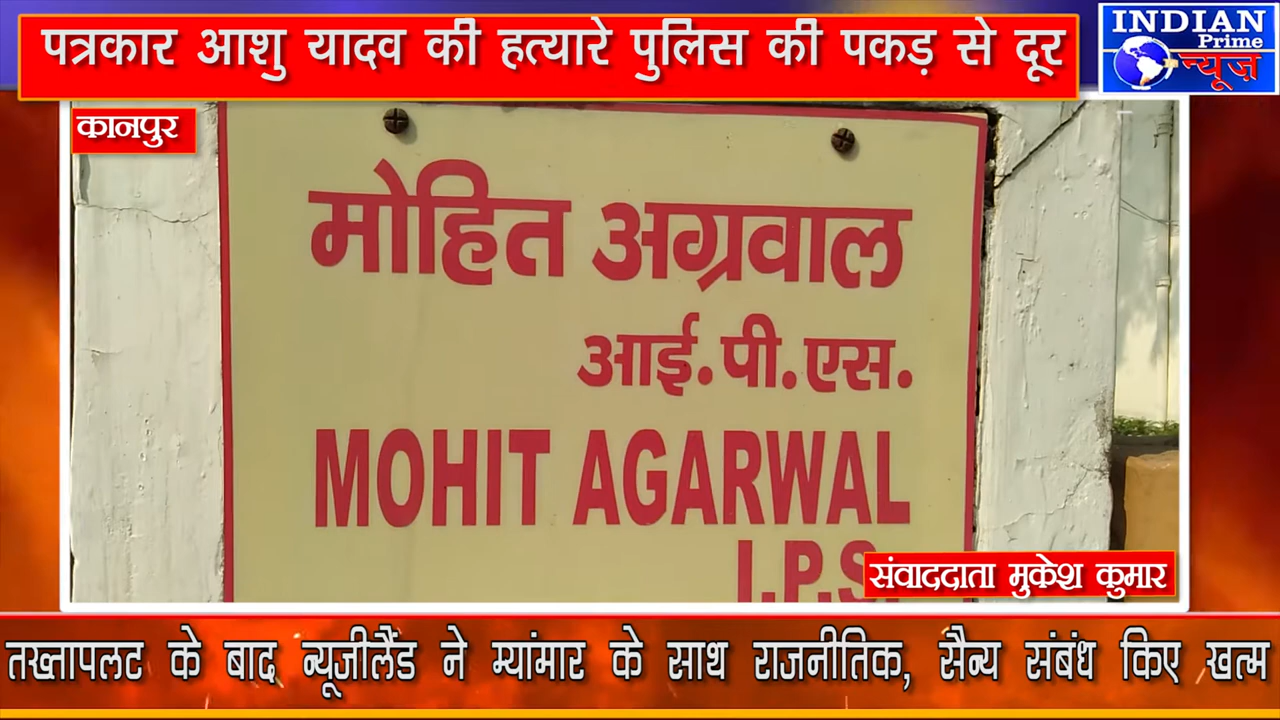 पत्रकार आशु यादव की हत्यारे पुलिस की पकड़ से दूर
INDIAN
Prime
न्यूज़
कानपुर
मोहित अग्रवाल
आई.पी.एस.
MOHIT AGARWAL
I.P.S.
संवाददाता मुकेश कुमार
तख्तापलट के बाद न्यूजीलैंड ने म्यांमार के साथ राजनीतिक, सैन्य संबंध किए खत्म